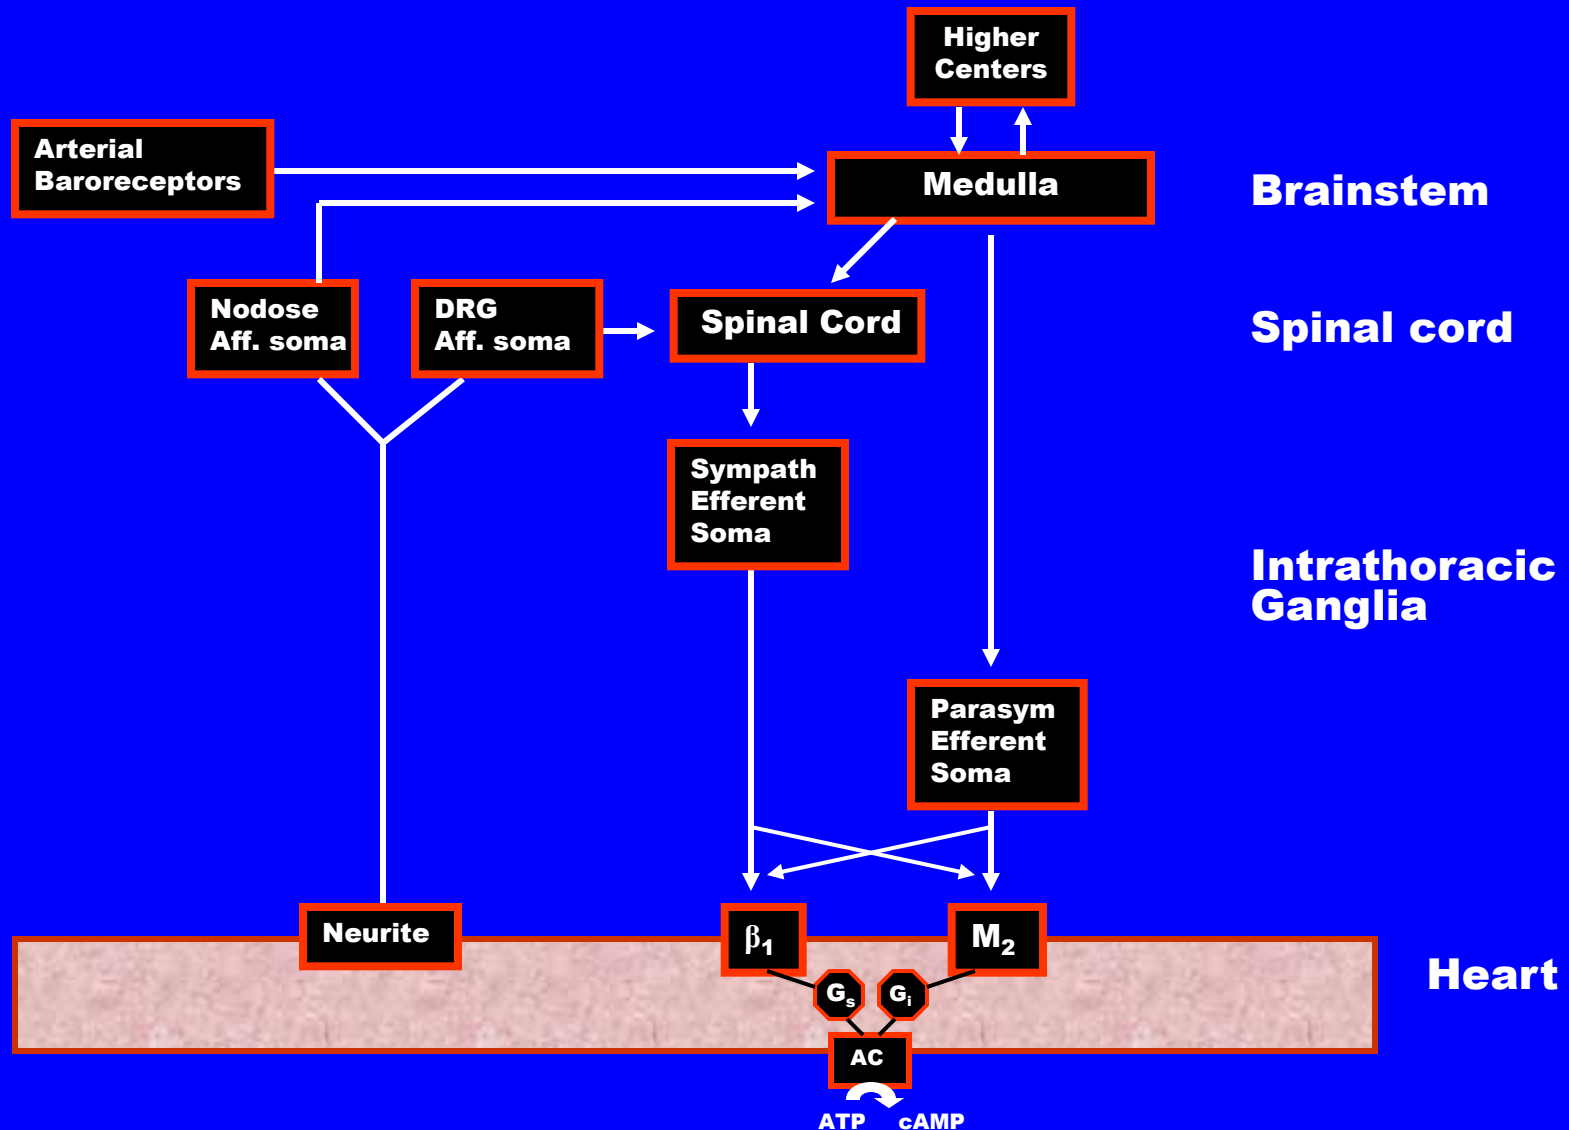 Higher
Centers
Arterial
Baroreceptors
Medulla
Brainstem
Nodose
Aff. soma
DRG
Aff. soma
Spinal Cord
Spinal cord
Sympath
Efferent
Soma
Intrathoracic
Ganglia
Parasym
Efferent
Soma
Neurite
β₁
M₂
Heart
Gₛ
Gᵢ
AC
ATP cAMP